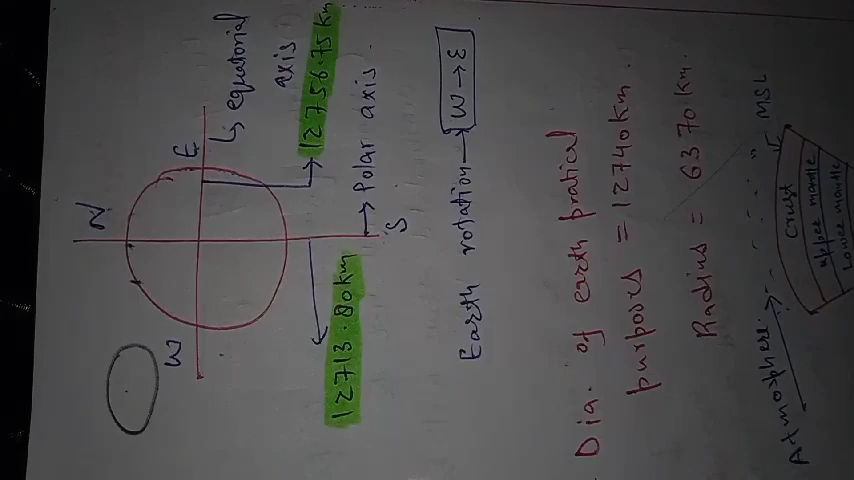 N
W
E
↳ equatorial
axis
12756.75 km
→ Polar axis.
S
12713.80 km
Earth rotation → W → E
Dia. of earth pratical
purposes = 12740 km.
Radius = 6370 km.
MSL
Atmosphere
Crust
upper mantle
Lower mantle